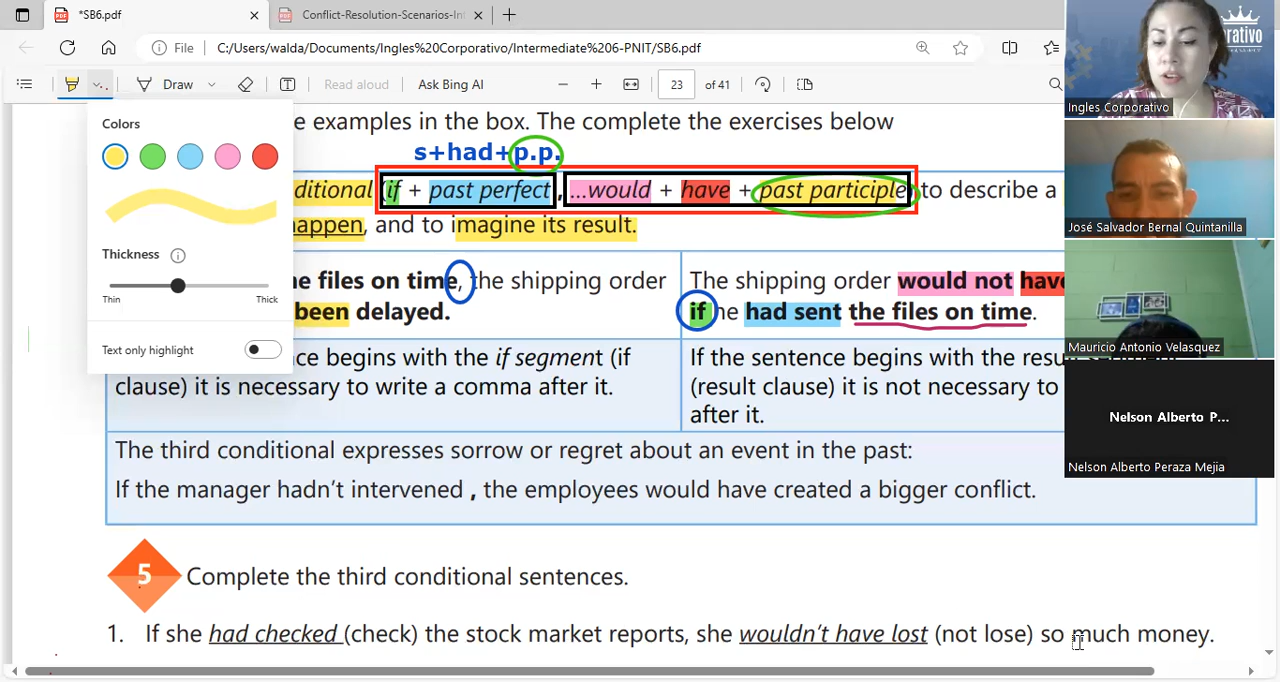 *SB6.pdf
Conflict-Resolution-Scenarios-In
File C:/Users/walda/Documents/Ingles%20Corporativo/Intermediate%206-PNIT/SB6.pdf
Draw
Read aloud
Ask Bing AI
23 of 41
rativo
Ingles Corporativo
José Salvador Bernal Quintanilla
Mauricio Antonio Velasquez
Nelson Alberto P...
Nelson Alberto Peraza Mejia
Colors
Thickness
Thin Thick
Text only highlight
e examples in the box. The complete the exercises below
s+had+p.p.
ditional (if + past perfect, ...would + have + past participle) to describe a
appen, and to imagine its result.
e files on time, the shipping order
been delayed.
The shipping order would not have
if he had sent the files on time.
ce begins with the if segment (if
clause) it is necessary to write a comma after it.
If the sentence begins with the result segment
(result clause) it is not necessary to
after it.
The third conditional expresses sorrow or regret about an event in the past:
If the manager hadn't intervened , the employees would have created a bigger conflict.
5 Complete the third conditional sentences.
1. If she had checked (check) the stock market reports, she wouldn't have lost (not lose) so much money.